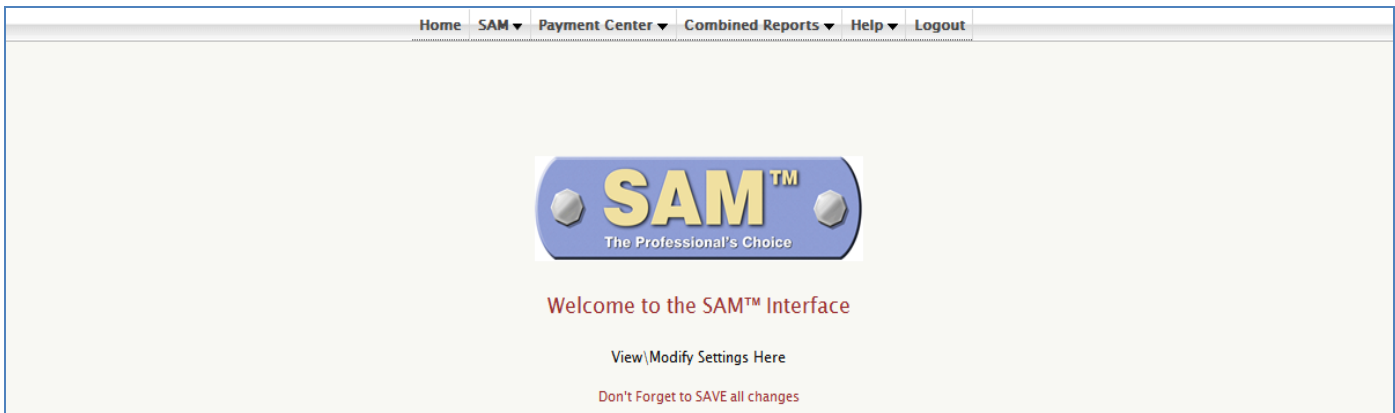 Home SAM Payment Center Combined Reports Help Logout
SAM™
The Professional's Choice
Welcome to the SAM™ Interface
View\Modify Settings Here
Don't Forget to SAVE all changes